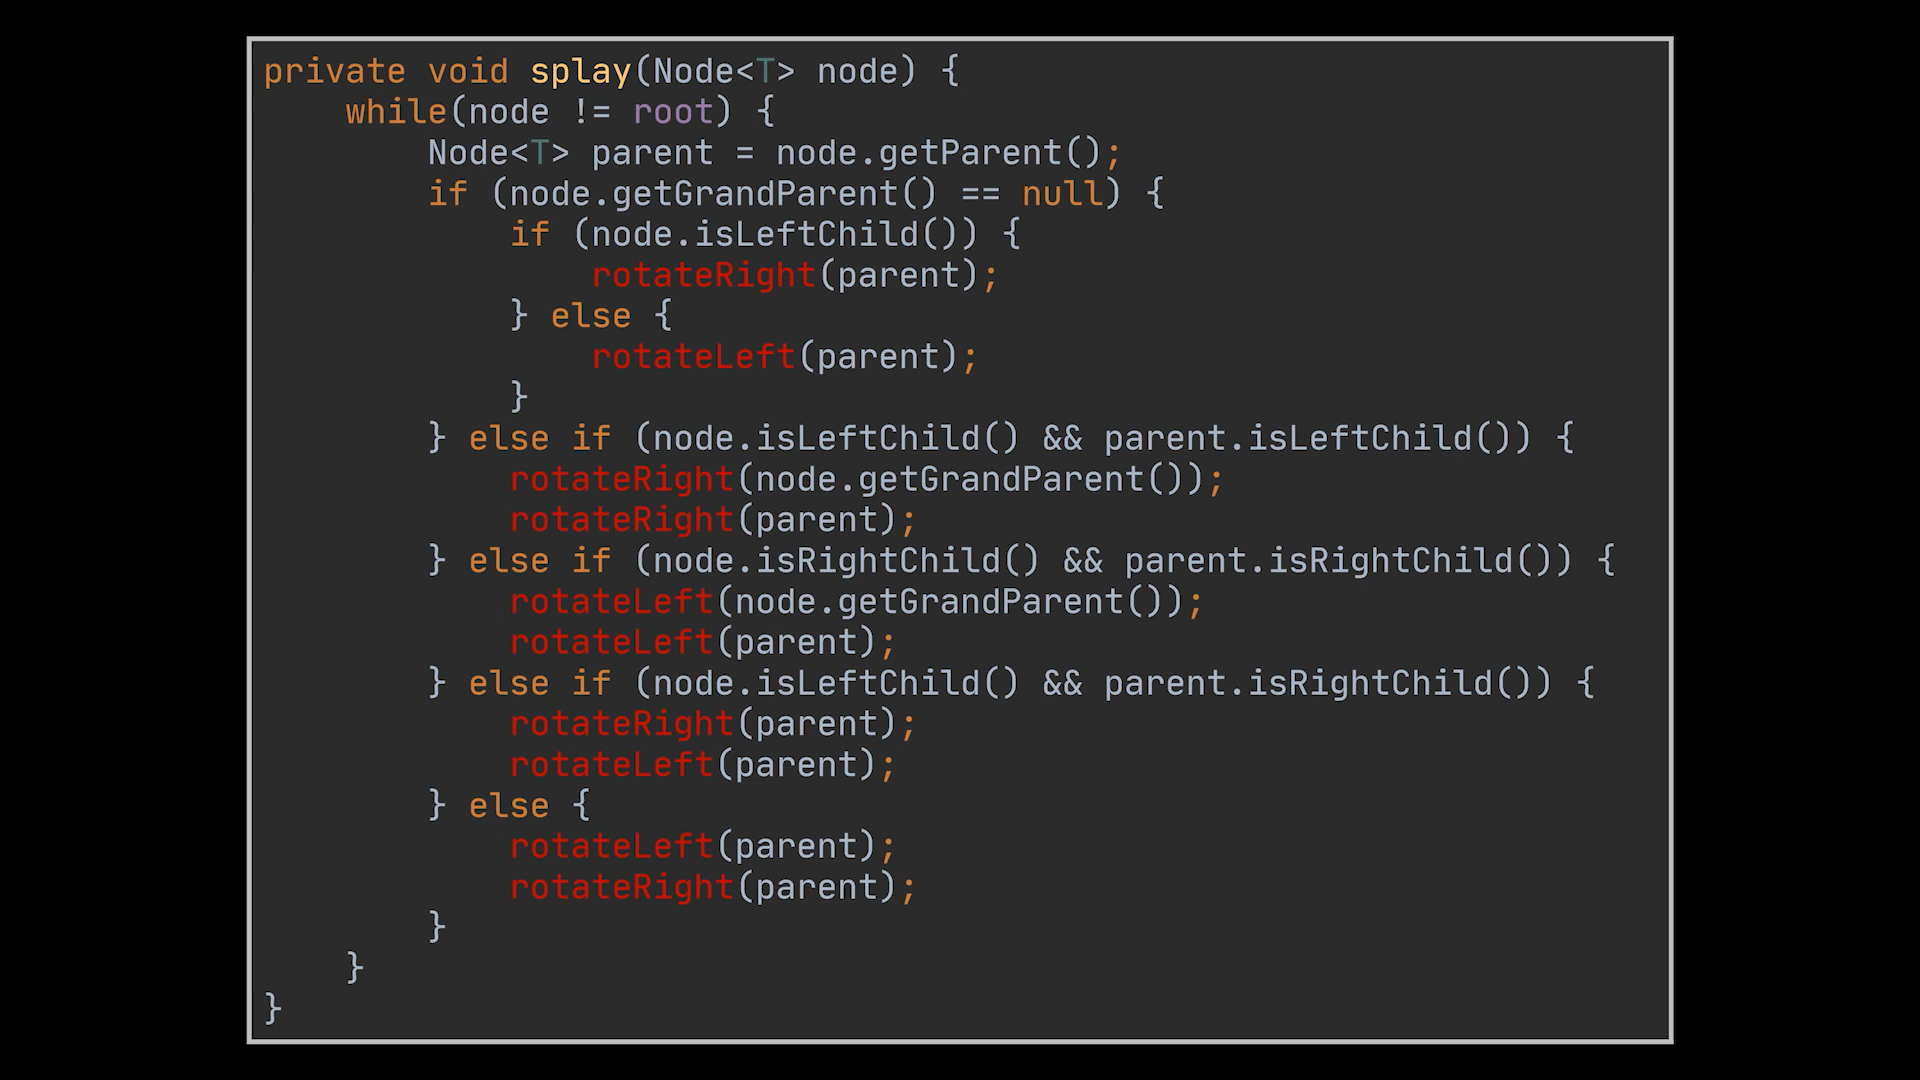 private void splay(Node<T> node) {
    while(node != root) {
        Node<T> parent = node.getParent();
        if (node.getGrandParent() == null) {
            if (node.isLeftChild()) {
                rotateRight(parent);
            } else {
                rotateLeft(parent);
            }
        } else if (node.isLeftChild() && parent.isLeftChild()) {
            rotateRight(node.getGrandParent());
            rotateRight(parent);
        } else if (node.isRightChild() && parent.isRightChild()) {
            rotateLeft(node.getGrandParent());
            rotateLeft(parent);
        } else if (node.isLeftChild() && parent.isRightChild()) {
            rotateRight(parent);
            rotateLeft(parent);
        } else {
            rotateLeft(parent);
            rotateRight(parent);
        }
    }
}